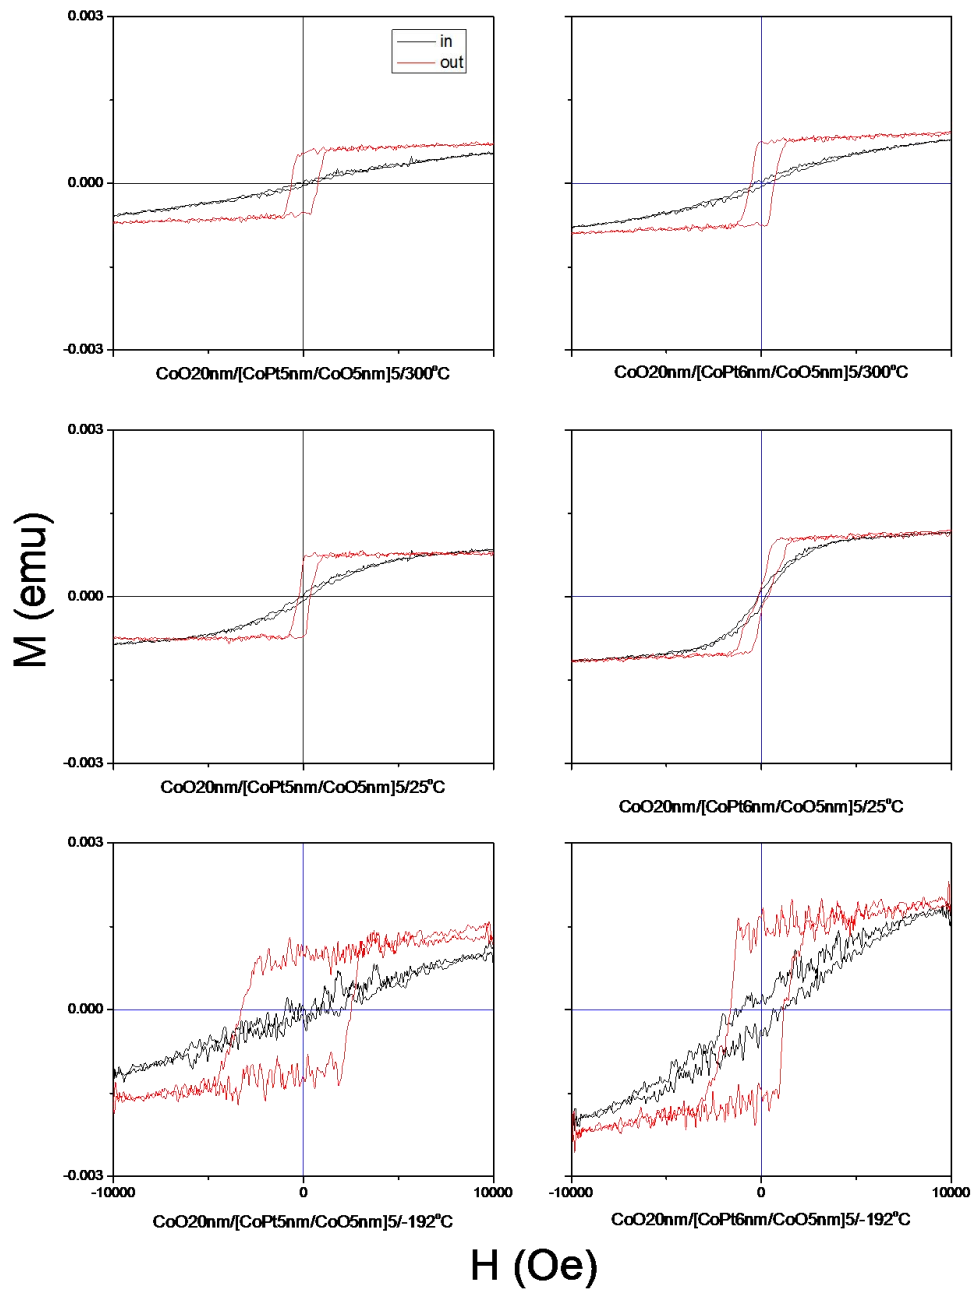 0.003
in
out
0.000
-0.003
CoO20nm/[CoPt5nm/CoO5nm]5/300°C
CoO20nm/[CoPt6nm/CoO5nm]5/300°C
0.003
0.000
-0.003
CoO20nm/[CoPt5nm/CoO5nm]5/25°C
CoO20nm/[CoPt6nm/CoO5nm]5/25°C
M (emu)
0.003
0.000
-0.003
-10000 0 10000
-10000 0 10000
CoO20nm/[CoPt5nm/CoO5nm]5/-192°C
CoO20nm/[CoPt6nm/CoO5nm]5/-192°C
H (Oe)